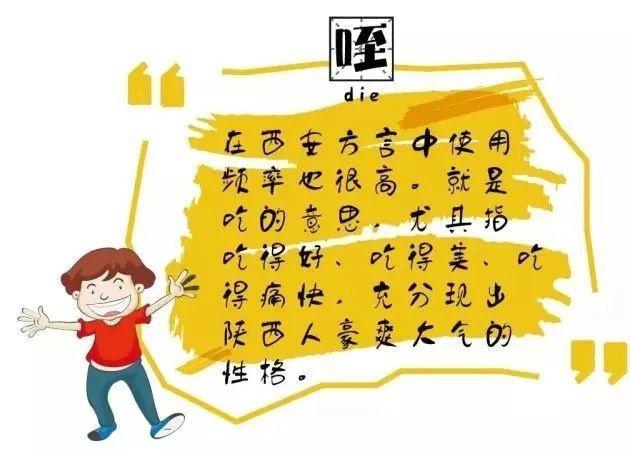 咥
die
在西安方言中使用
频率也很高。就是
吃的意思，尤其指
吃得好、吃得美、吃
得痛快，充分现出
陕西人豪爽大气的
性格。